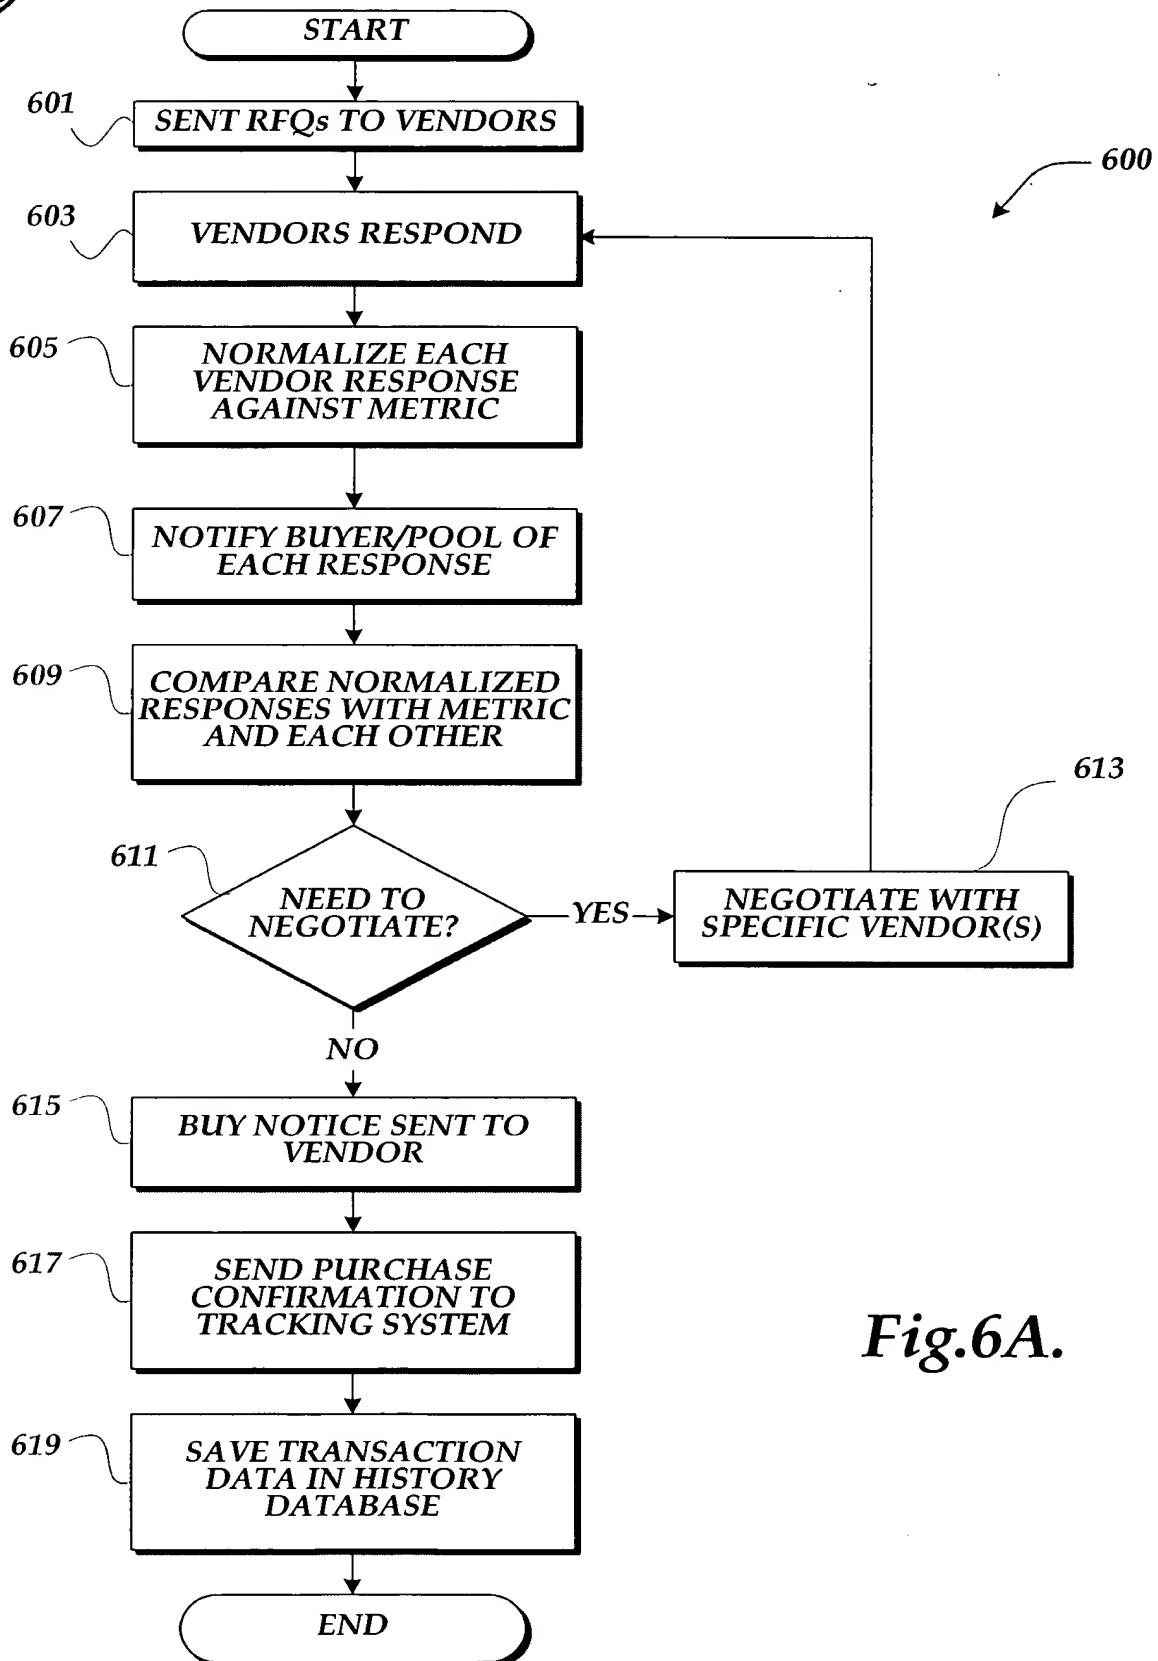 START
601
SENT RFQs TO VENDORS
600
603
VENDORS RESPOND
605
NORMALIZE EACH
VENDOR RESPONSE
AGAINST METRIC
607
NOTIFY BUYER/POOL OF
EACH RESPONSE
609
COMPARE NORMALIZED
RESPONSES WITH METRIC
AND EACH OTHER
613
611
NEED TO
NEGOTIATE?
YES
NEGOTIATE WITH
SPECIFIC VENDOR(S)
NO
615
BUY NOTICE SENT TO
VENDOR
617
SEND PURCHASE
CONFIRMATION TO
TRACKING SYSTEM
Fig.6A.
619
SAVE TRANSACTION
DATA IN HISTORY
DATABASE
END